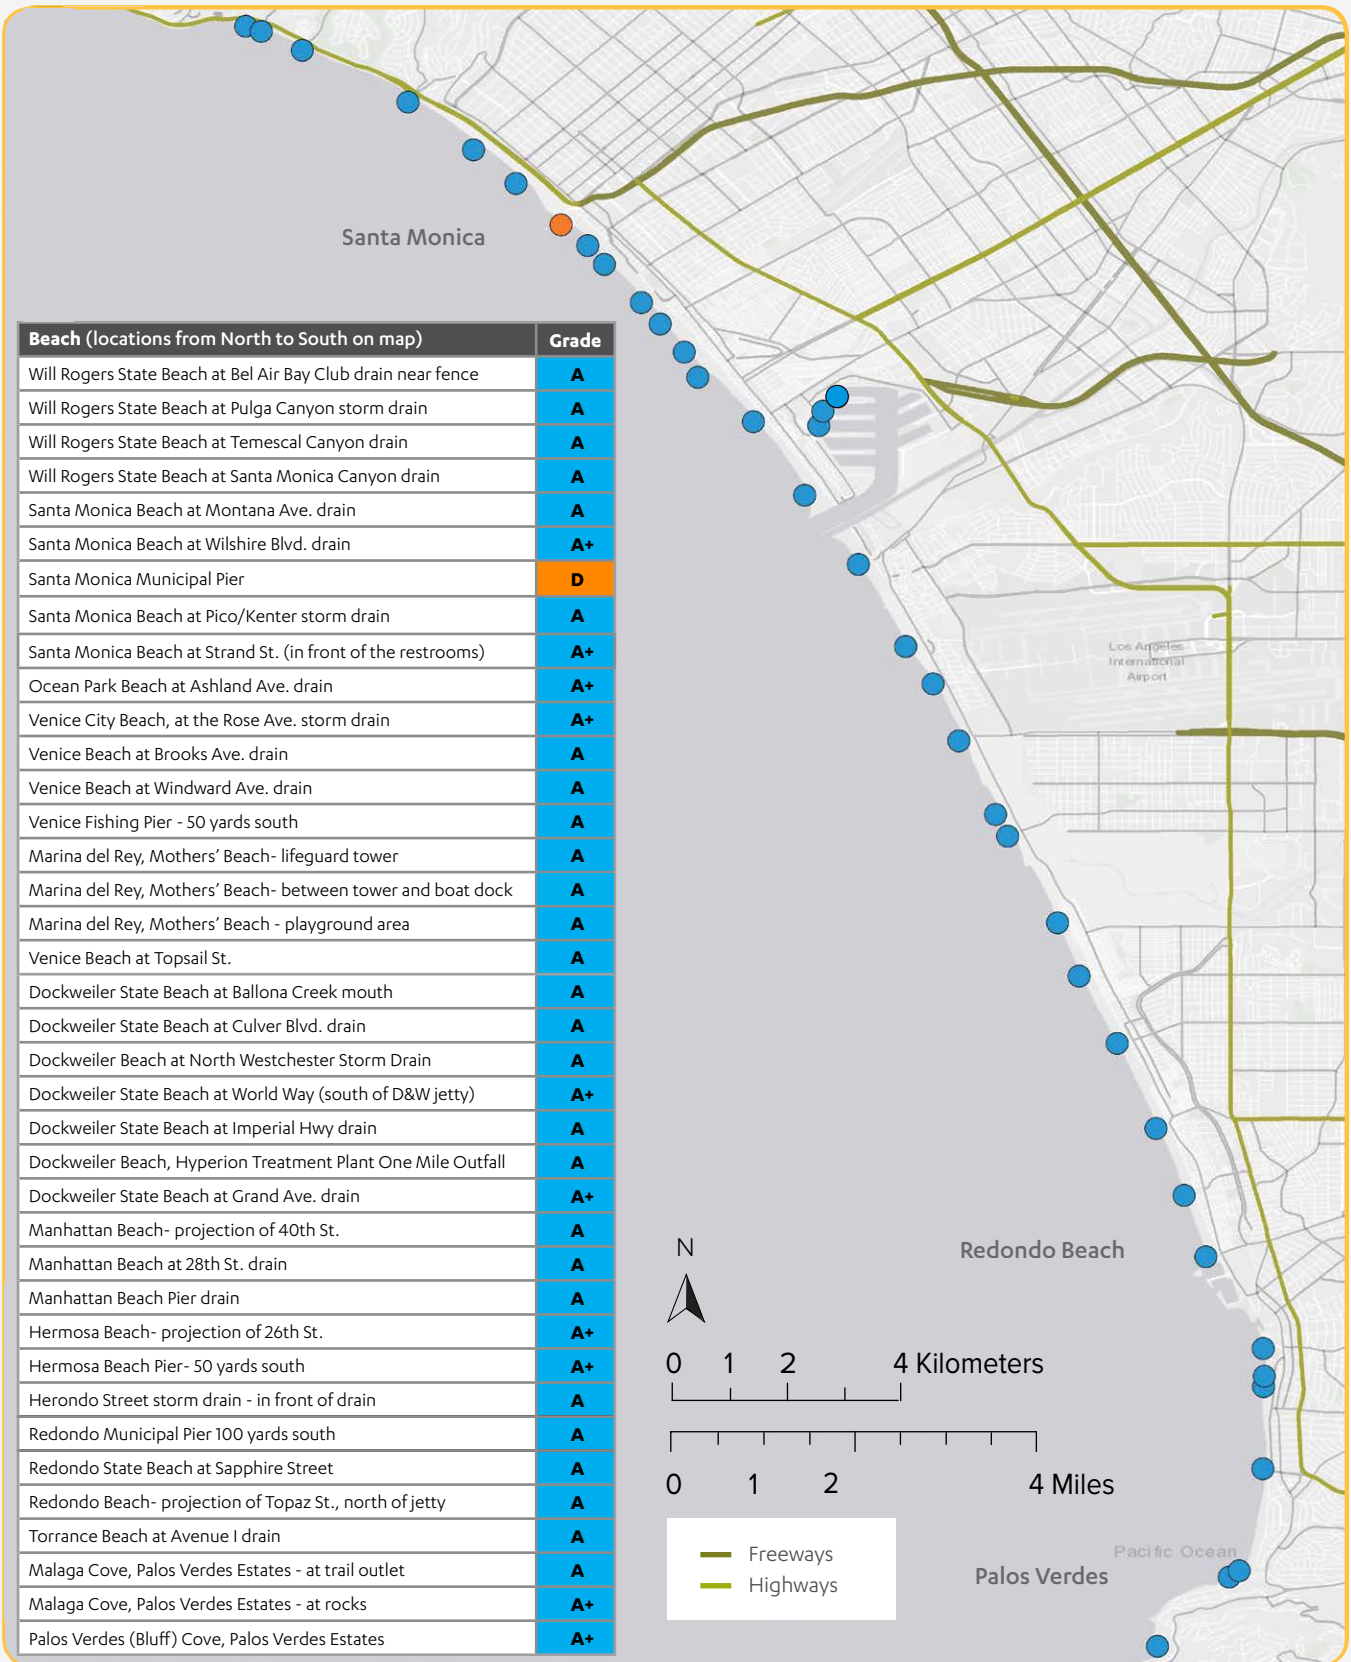 Santa Monica
Beach (locations from North to South on map) Grade
Will Rogers State Beach at Bel Air Bay Club drain near fence A
Will Rogers State Beach at Pulga Canyon storm drain A
Will Rogers State Beach at Temescal Canyon drain A
Will Rogers State Beach at Santa Monica Canyon drain A
Santa Monica Beach at Montana Ave. drain A
Santa Monica Beach at Wilshire Blvd. drain A+
Santa Monica Municipal Pier D
Santa Monica Beach at Pico/Kenter storm drain A
Santa Monica Beach at Strand St. (in front of the restrooms) A+
Ocean Park Beach at Ashland Ave. drain A+
Venice City Beach, at the Rose Ave. storm drain A+
Venice Beach at Brooks Ave. drain A
Venice Beach at Windward Ave. drain A
Venice Fishing Pier - 50 yards south A
Marina del Rey, Mothers' Beach- lifeguard tower A
Marina del Rey, Mothers' Beach- between tower and boat dock A
Marina del Rey, Mothers' Beach - playground area A
Venice Beach at Topsail St. A
Dockweiler State Beach at Ballona Creek mouth A
Dockweiler State Beach at Culver Blvd. drain A
Dockweiler Beach at North Westchester Storm Drain A
Dockweiler State Beach at World Way (south of D&W jetty) A+
Dockweiler State Beach at Imperial Hwy drain A
Dockweiler Beach, Hyperion Treatment Plant One Mile Outfall A
Dockweiler State Beach at Grand Ave. drain A+
Manhattan Beach- projection of 40th St. A
Manhattan Beach at 28th St. drain A
Manhattan Beach Pier drain A
Hermosa Beach- projection of 26th St. A+
Hermosa Beach Pier- 50 yards south A+
Herondo Street storm drain - in front of drain A
Redondo Municipal Pier 100 yards south A
Redondo State Beach at Sapphire Street A
Redondo Beach- projection of Topaz St., north of jetty A
Torrance Beach at Avenue I drain A
Malaga Cove, Palos Verdes Estates - at trail outlet A
Malaga Cove, Palos Verdes Estates - at rocks A+
Palos Verdes (Bluff) Cove, Palos Verdes Estates A+
Los Angeles
International
Airport
Redondo Beach
N
0 1 2 4 Kilometers
0 1 2 4 Miles
Freeways
Highways
Pacific Ocean
Palos Verdes